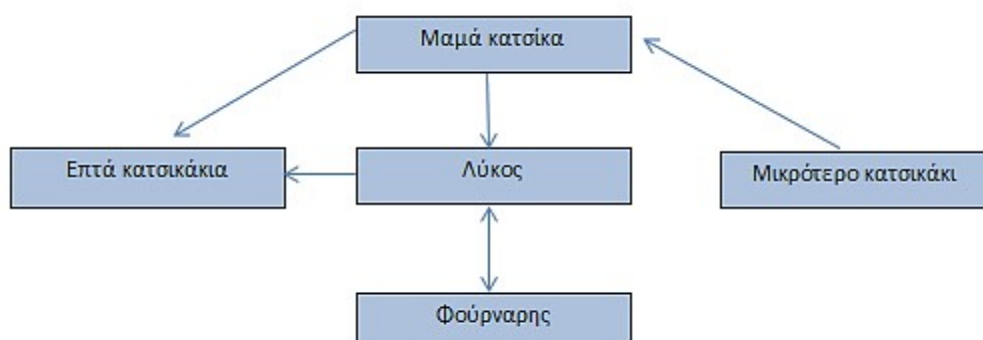 Μαμά κατσίκα
Επτά κατσικάκια
Λύκος
Μικρότερο κατσικάκι
Φούρναρης